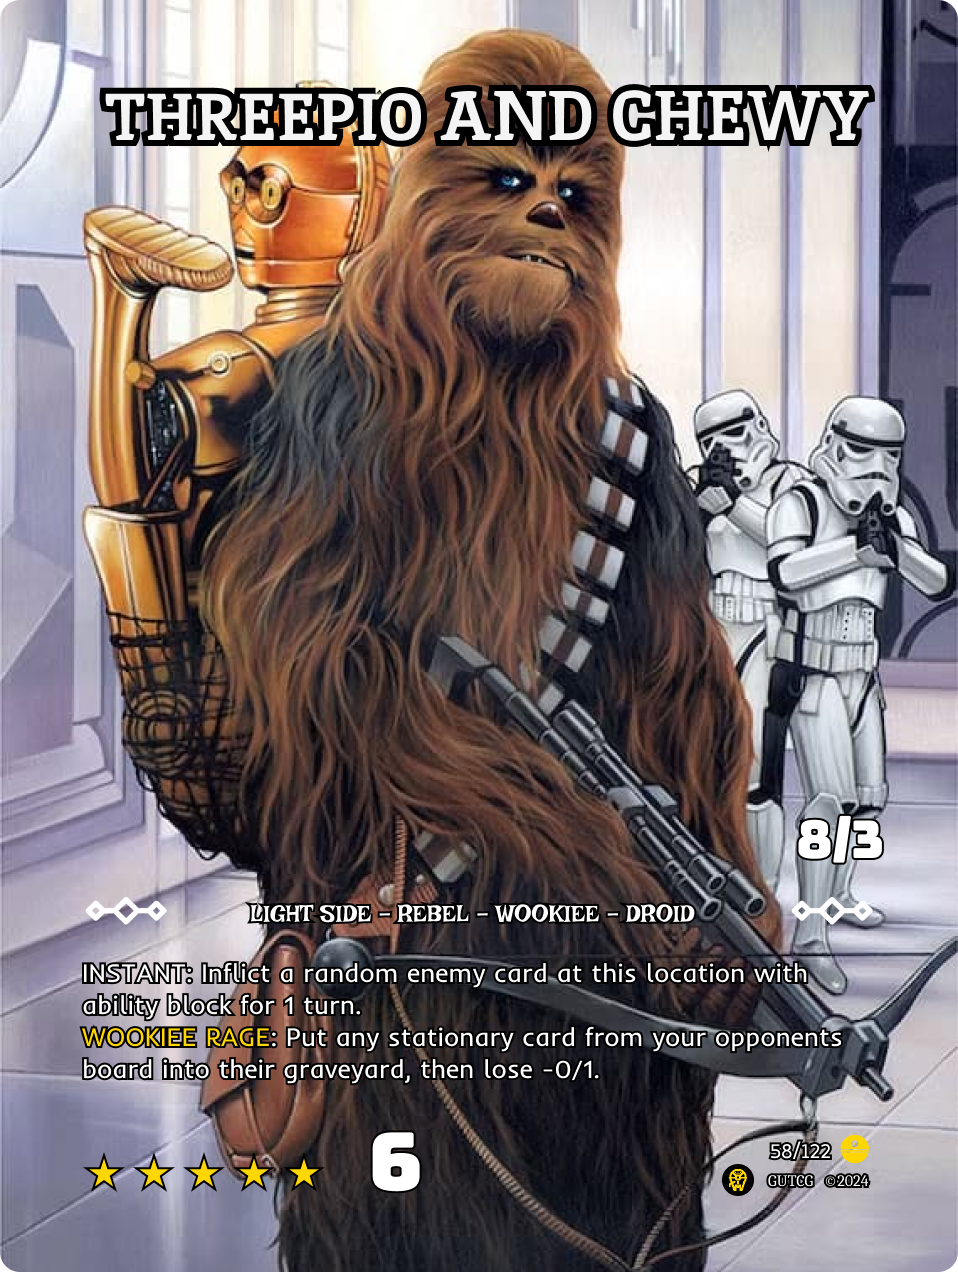 THREEPIO AND CHEWY
8/3
LIGHT SIDE - REBEL - WOOKIEE - DROID
INSTANT: Inflict a random enemy card at this location with
ability block for 1 turn.
WOOKIEE RAGE: Put any stationary card from your opponents
board into their graveyard, then lose -0/1.
6
58/122
GUTCG ©2024